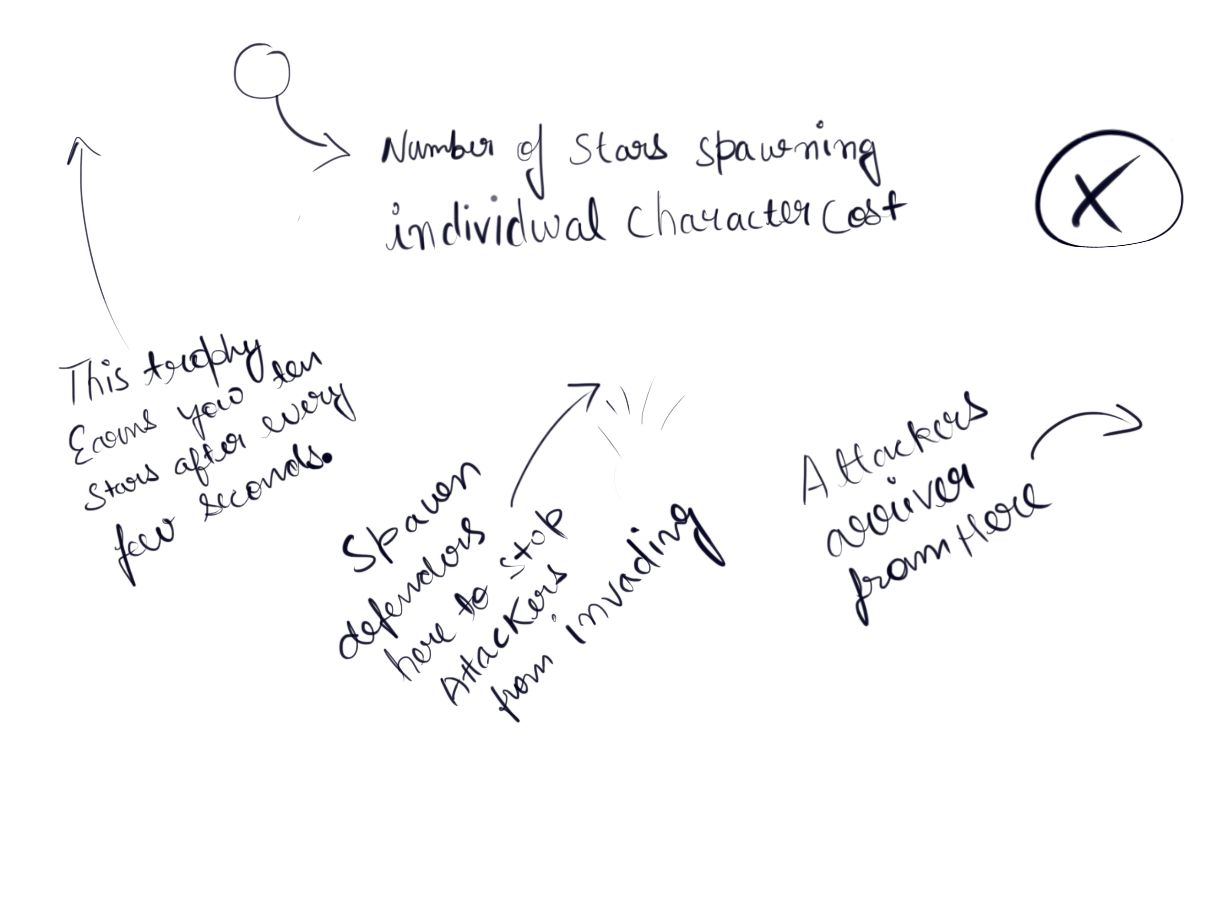 Number of Stars spawning
individual Character Cost
X
This trophy
Earns you ten
Stars after every
few seconds.
Spawn
defendors
here to stop
Attackers
from invading
Attackers
arriver
from Here